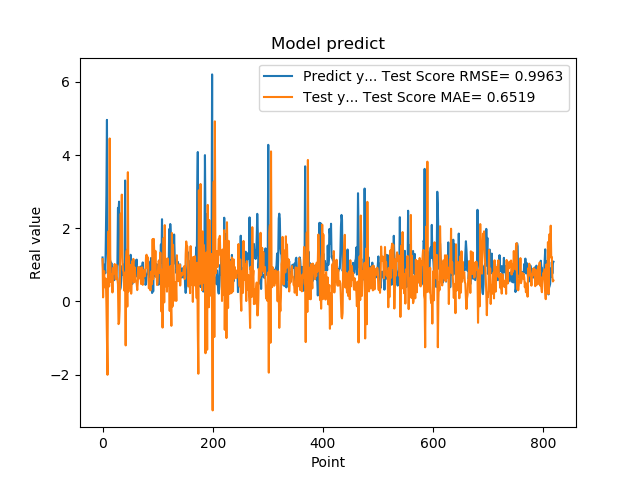 Model predict
Predict y... Test Score RMSE= 0.9963
Test y... Test Score MAE= 0.6519
6
4
2
0
−2
Real value
0 200 400 600 800
Point